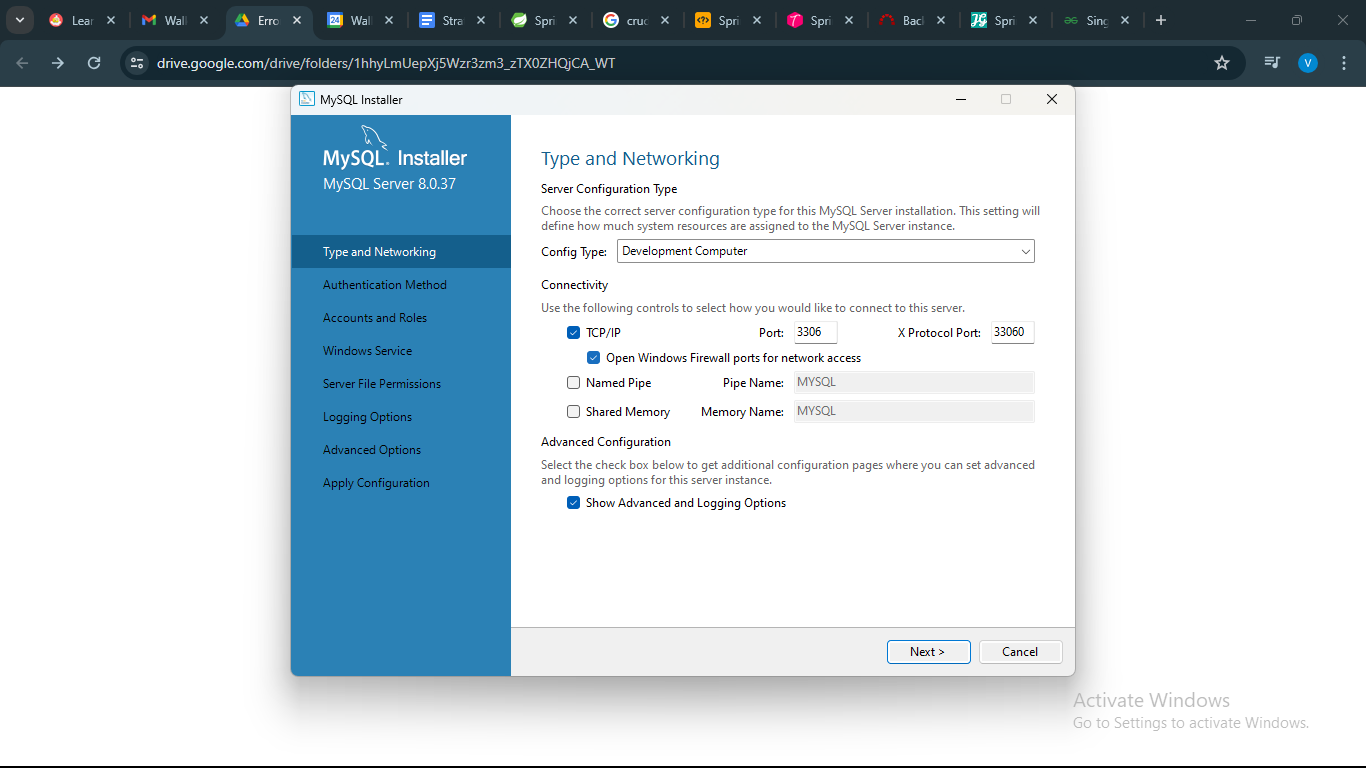 Lear
Wall
Erro
24
Wall
Stra
Spri
crud
Spri
Spri
Bacl
Spri
Sing
drive.google.com/drive/folders/1hhyLmUepXj5Wzr3zm3_zTX0ZHQjCA_WT
V
MySQL Installer
MySQL. Installer
MySQL Server 8.0.37
Type and Networking
Authentication Method
Accounts and Roles
Windows Service
Server File Permissions
Logging Options
Advanced Options
Apply Configuration
Type and Networking
Server Configuration Type
Choose the correct server configuration type for this MySQL Server installation. This setting will
define how much system resources are assigned to the MySQL Server instance.
Config Type: Development Computer
Connectivity
Use the following controls to select how you would like to connect to this server.
TCP/IP Port: 3306 X Protocol Port: 33060
Open Windows Firewall ports for network access
Named Pipe Pipe Name: MYSQL
Shared Memory Memory Name: MYSQL
Advanced Configuration
Select the check box below to get additional configuration pages where you can set advanced
and logging options for this server instance.
Show Advanced and Logging Options
Next > Cancel
Activate Windows
Go to Settings to activate Windows.